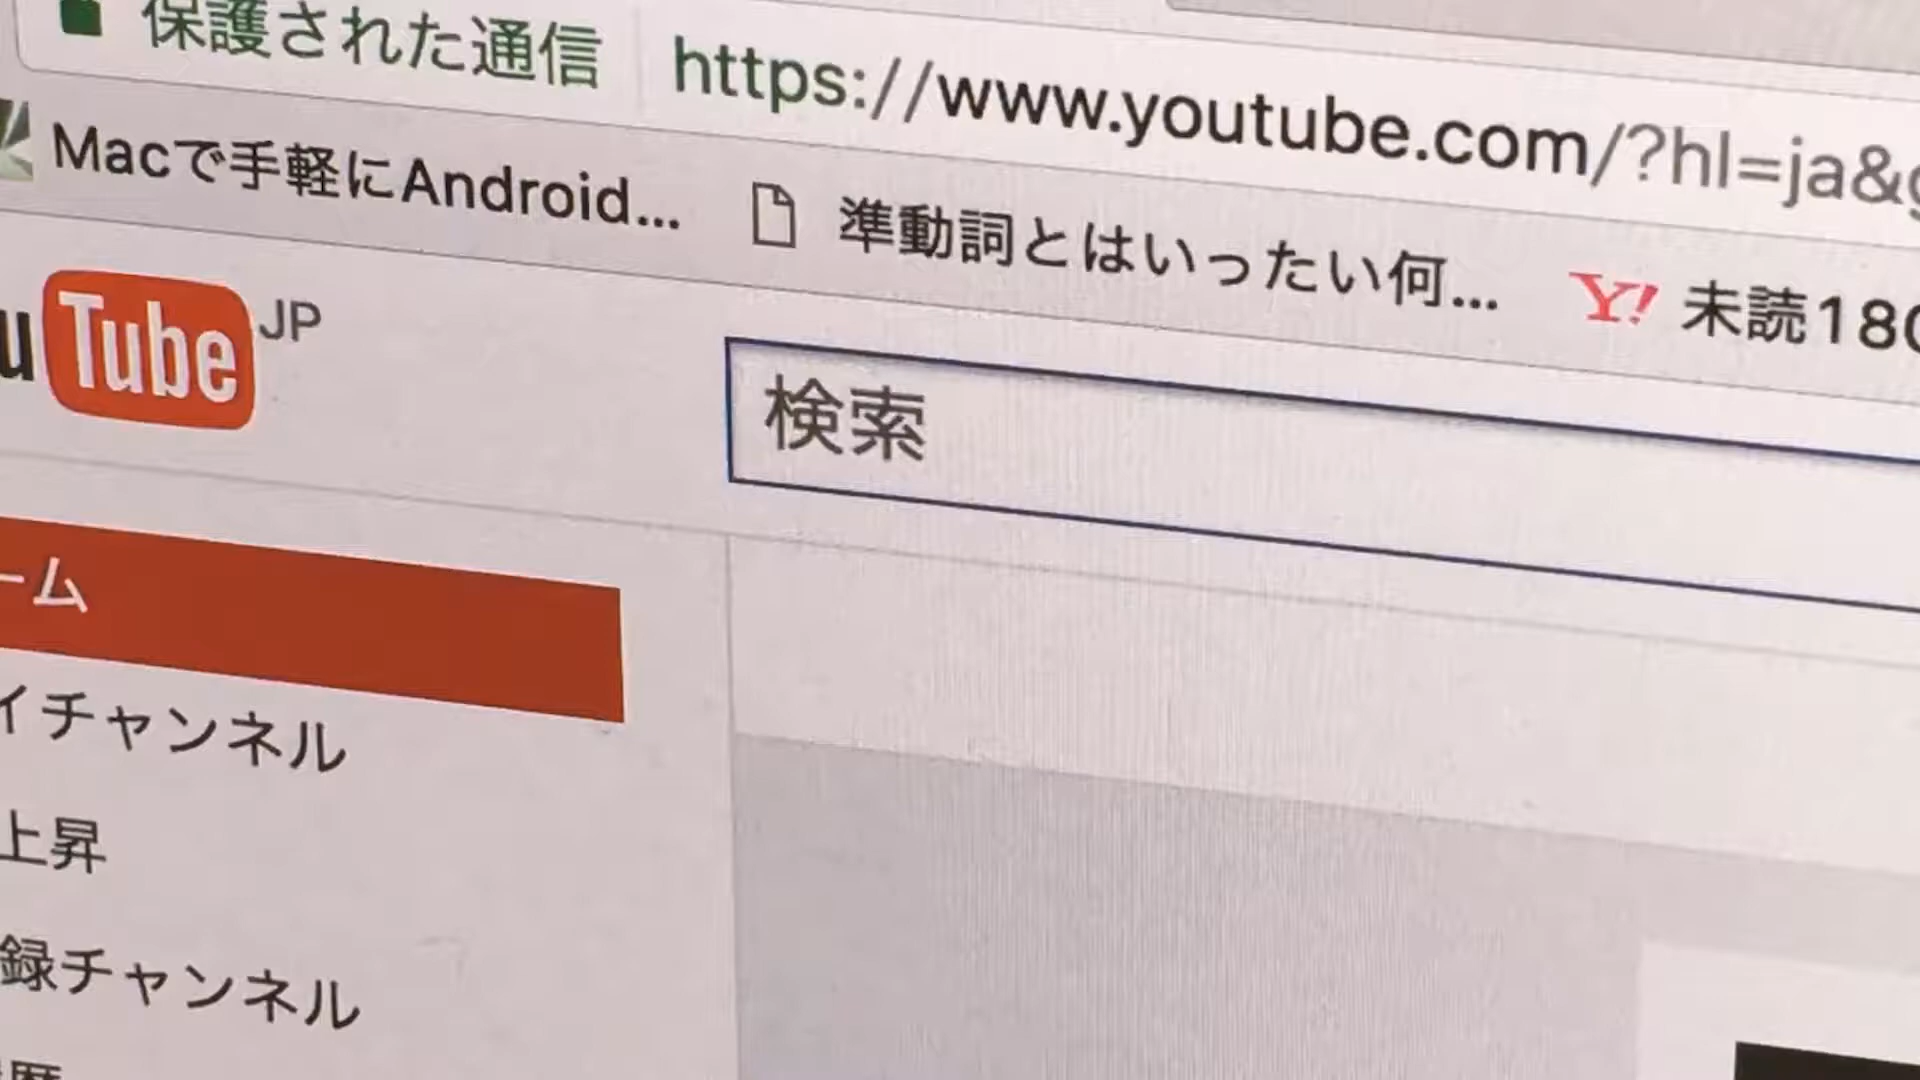 保護された通信 https://www.youtube.com/?hl=ja&
Macで手軽にAndroid... 準動詞とはいったい何... Y! 未読180
uTube JP
検索
ーム
イチャンネル
上昇
録チャンネル
歴